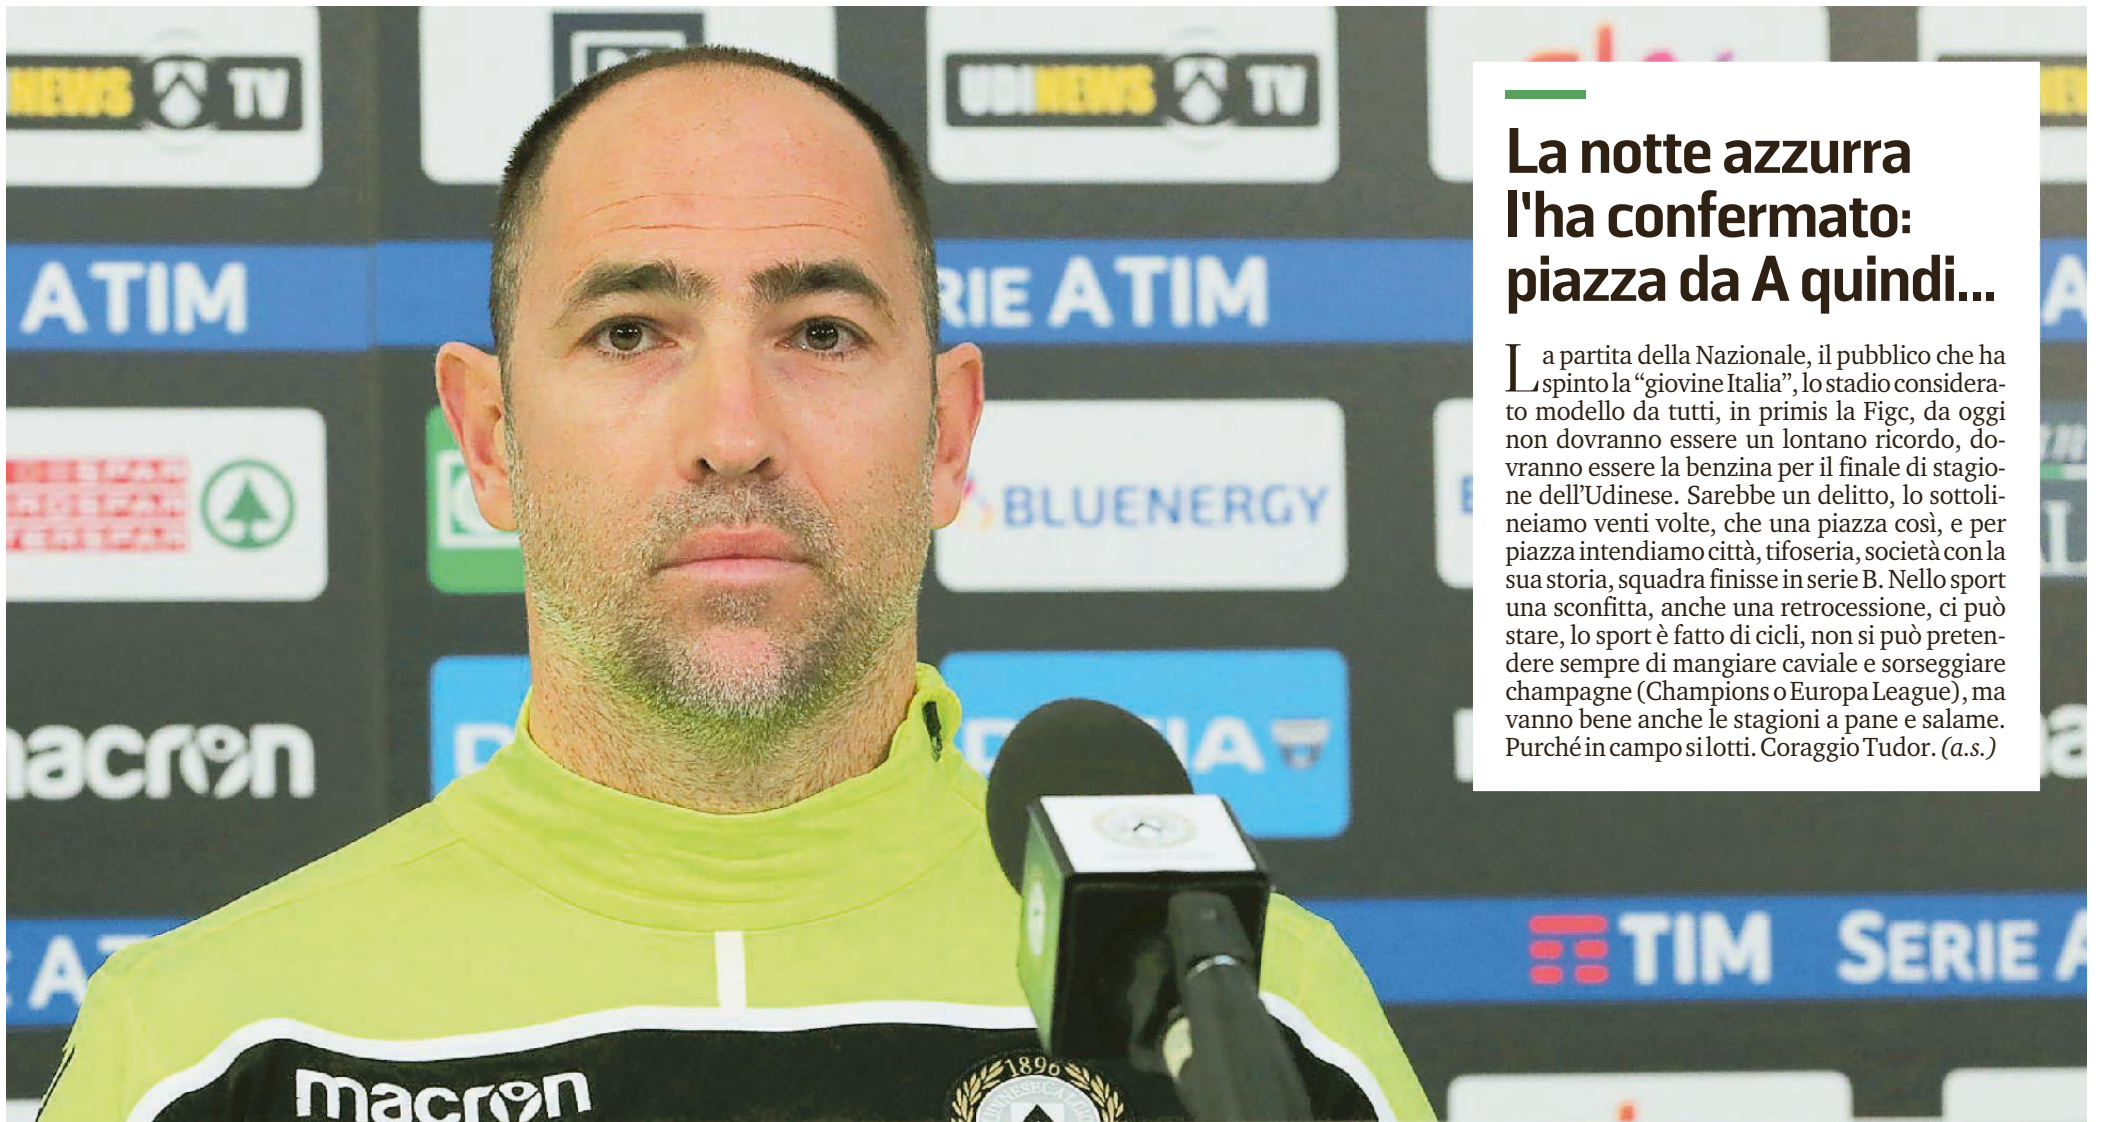 NEWS TV
UDINEWS TV
A TIM
RIE A TIM
BLUENERGY
macron
TIM SERIE A
macron
1896
La notte azzurra
l'ha confermato:
piazza da A quindi...
La partita della Nazionale, il pubblico che ha
spinto la “giovine Italia”, lo stadio considera-
to modello da tutti, in primis la Figc, da oggi
non dovranno essere un lontano ricordo, do-
vranno essere la benzina per il finale di stagio-
ne dell’Udinese. Sarebbe un delitto, lo sottoli-
neiamo venti volte, che una piazza così, e per
piazza intendiamo città, tifoseria, società con la
sua storia, squadra finisse in serie B. Nello sport
una sconfitta, anche una retrocessione, ci può
stare, lo sport è fatto di cicli, non si può preten-
dere sempre di mangiare caviale e sorseggiare
champagne (Champions o Europa League), ma
vanno bene anche le stagioni a pane e salame.
Purché in campo si lotti. Coraggio Tudor. (a.s.)